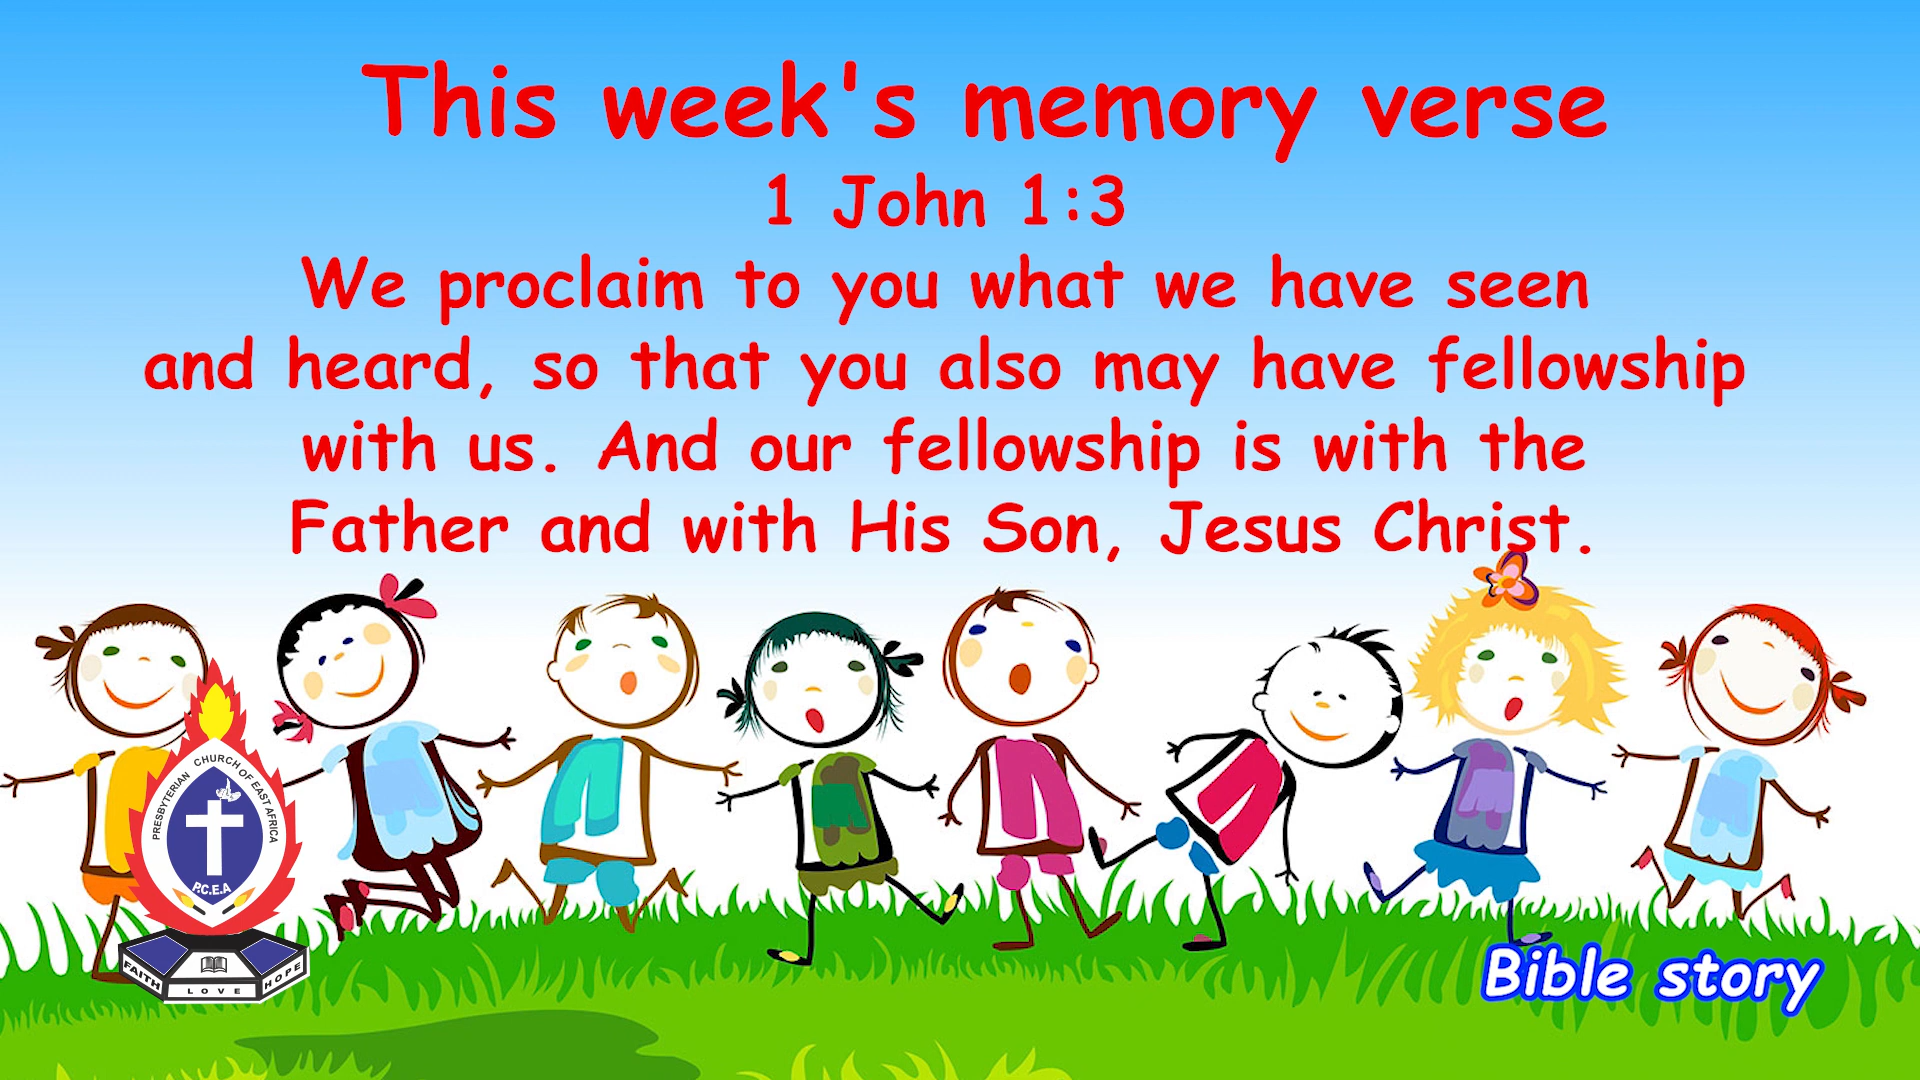 This week's memory verse
1 John 1:3
We proclaim to you what we have seen
and heard, so that you also may have fellowship
with us. And our fellowship is with the
Father and with His Son, Jesus Christ.
PRESBYTERIAN CHURCH OF EAST AFRICA
P.C.E.A
FAITH LOVE HOPE
Bible story